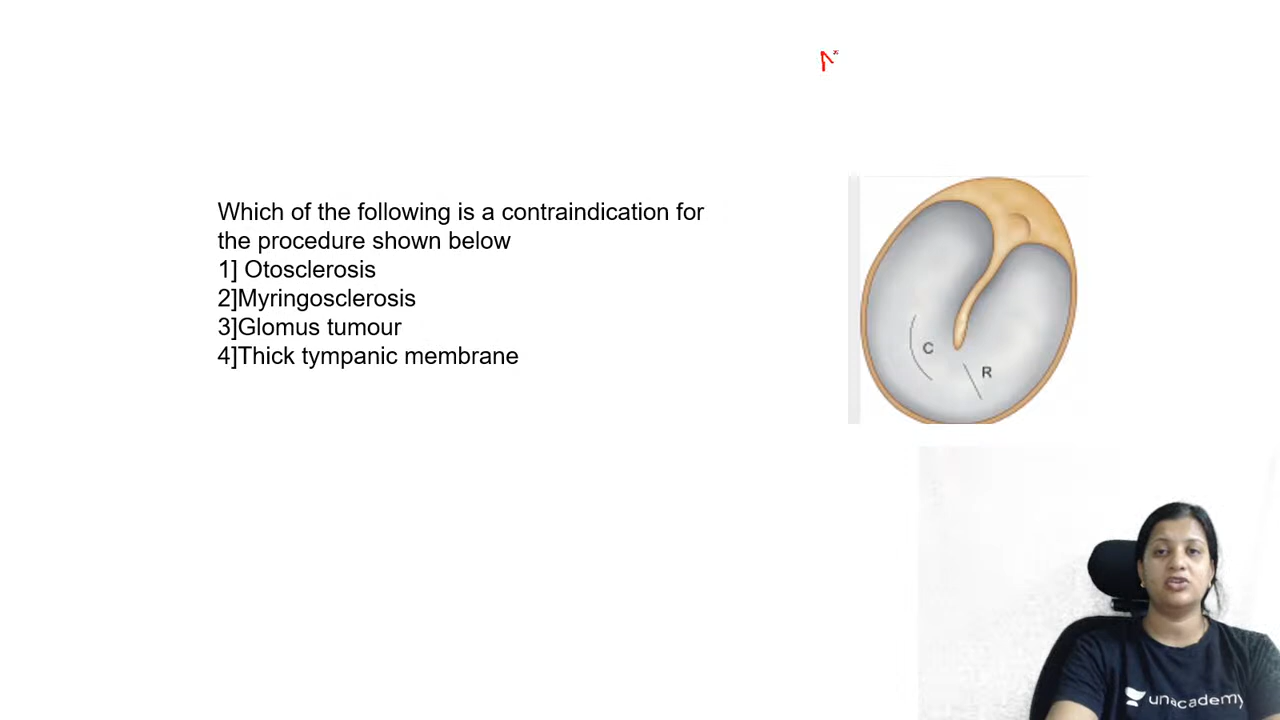 Which of the following is a contraindication for
the procedure shown below
1] Otosclerosis
2]Myringosclerosis
3]Glomus tumour
4]Thick tympanic membrane
C
R
unacademy